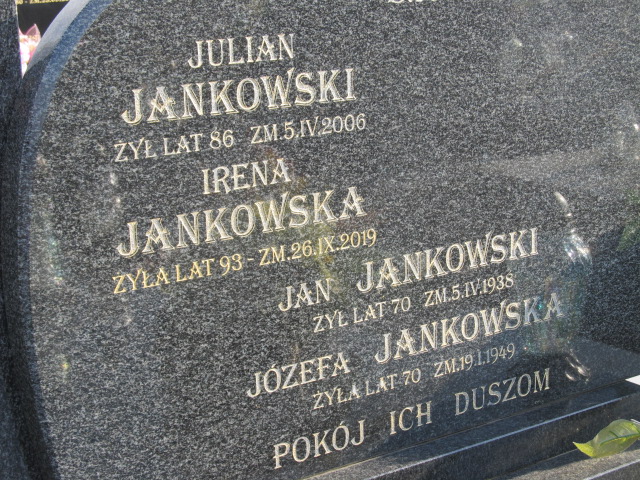 JULIAN
JANKOWSKI
ŻYŁ LAT 86 ZM.5.IV.2006
IRENA
JANKOWSKA
ŻYŁA LAT 93 - ZM.26.IX.2019
JAN JANKOWSKI
ŻYŁ LAT 70 ZM.5.IV.1938
JÓZEFA JANKOWSKA
ŻYŁA LAT 70 ZM.19.I.1949
POKÓJ ICH DUSZOM